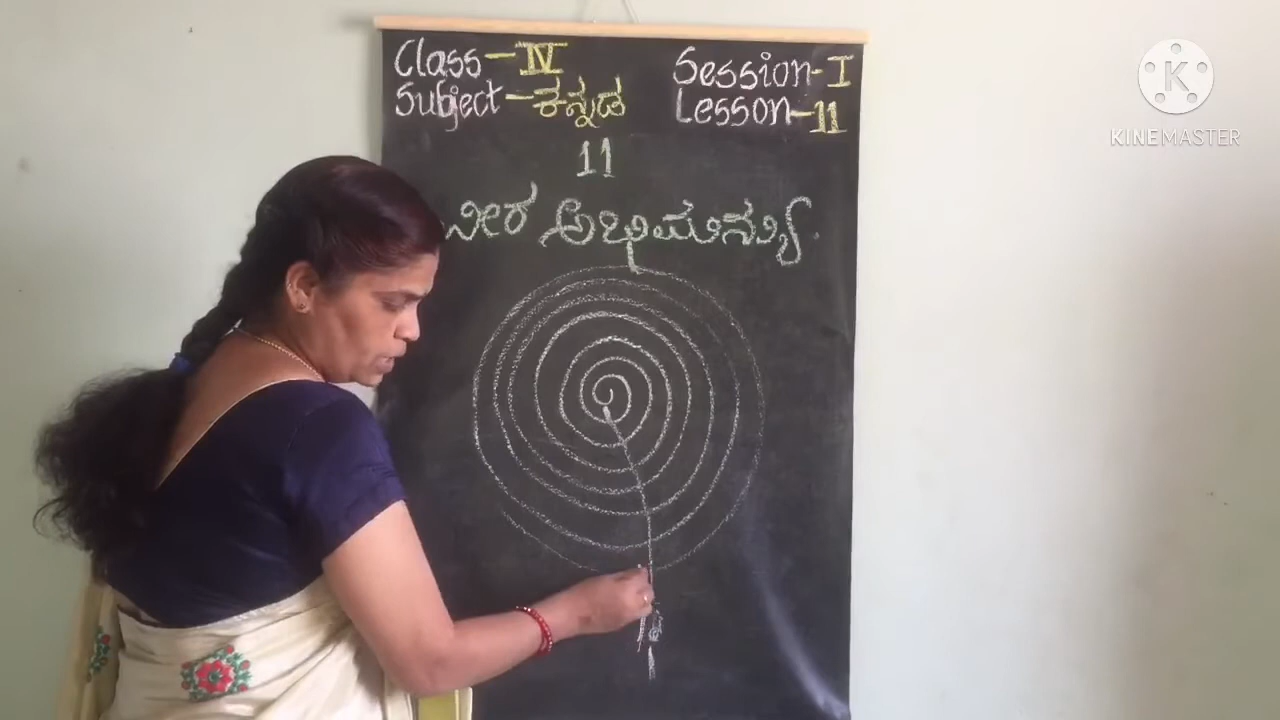 Class - IV
Session - I
Subject - ಕನ್ನಡ
Lesson - 11
11
ವೀರ ಅಭಿಮನ್ಯು.
K
KINEMASTER